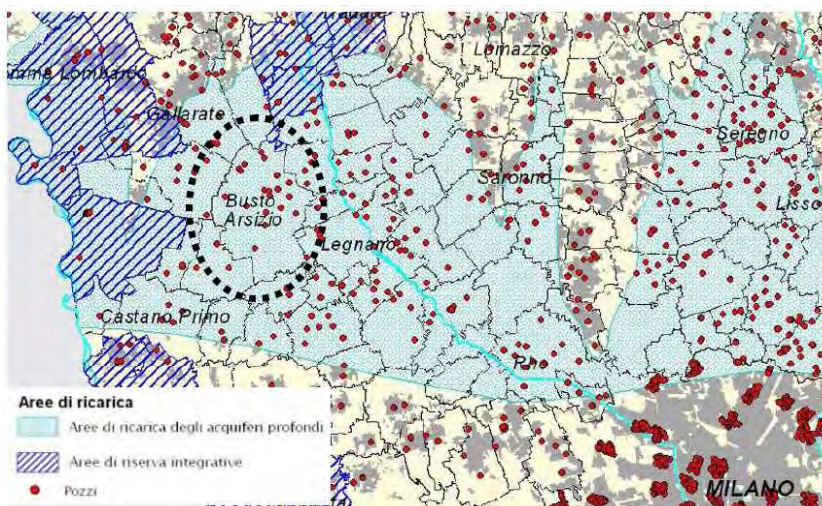 Lomazzo
Gallarate
Seregno
Saronno
Busto
Arsizio
Lisso
Legnano
Castano Primo
Rho
Aree di ricarica
Aree di ricarica degli acquiferi profondi
Aree di riserva integrative
Pozzi
MILANO